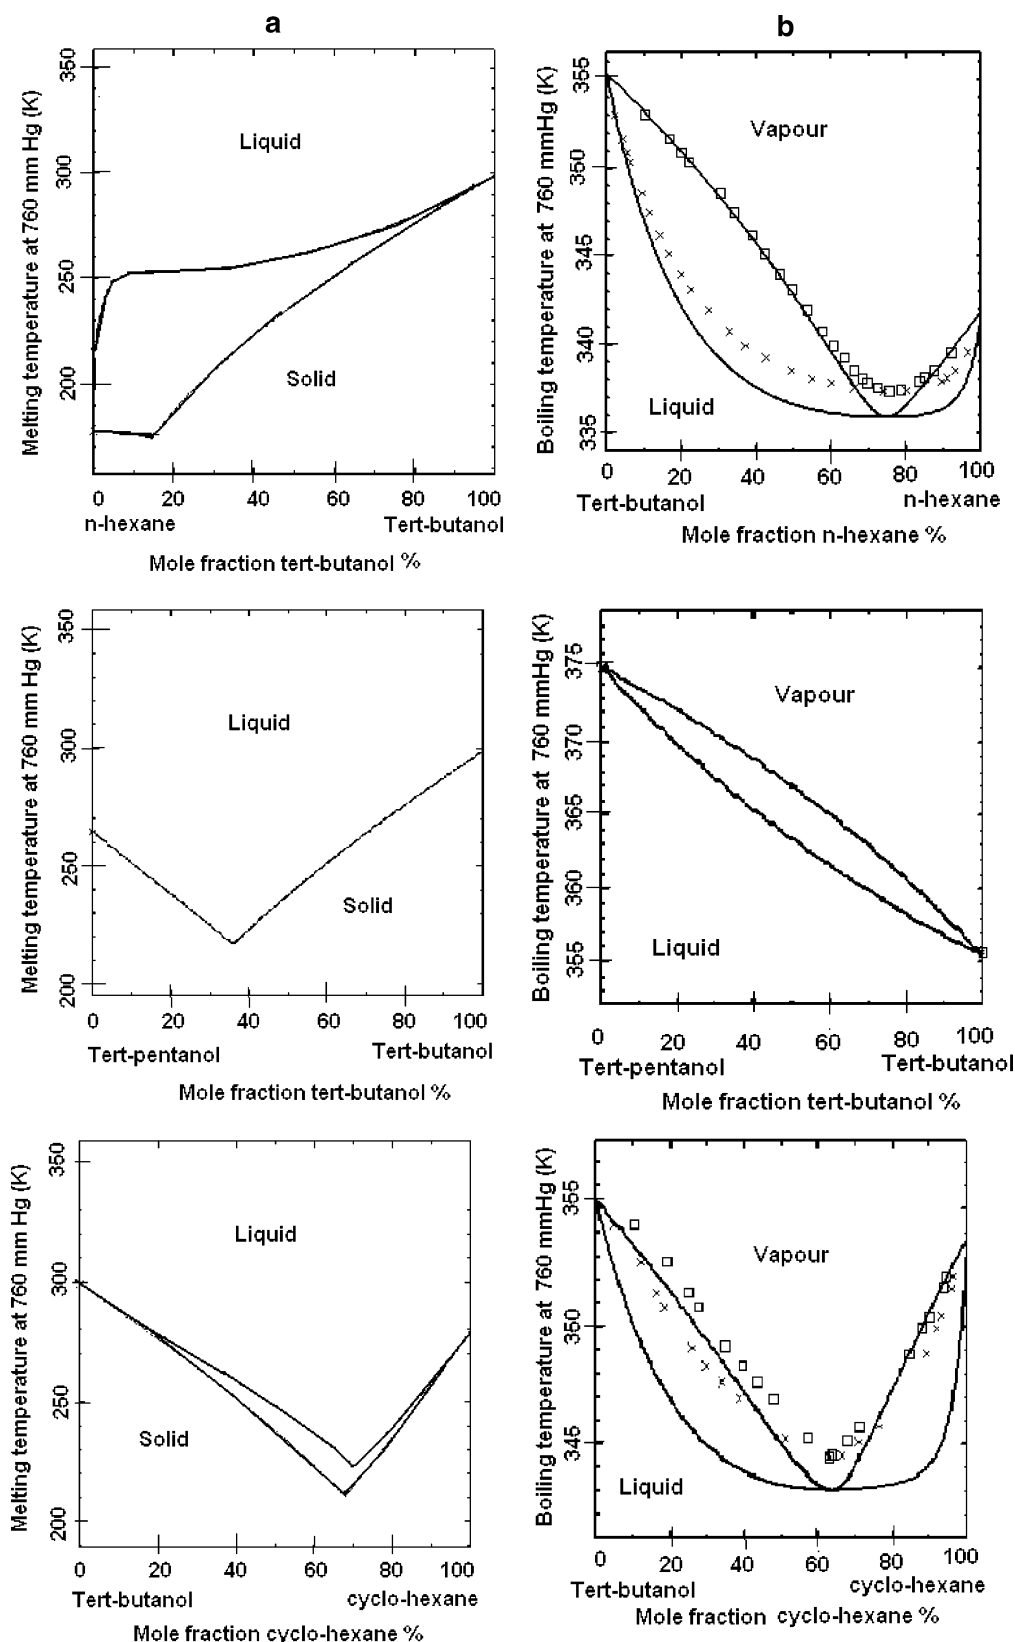 a
b
Melting temperature at 760 mm Hg (K)
350
300
250
200
Liquid
Solid
0 20 40 60 80 100
n-hexane Tert-butanol
Mole fraction tert-butanol %
Boiling temperature at 760 mmHg (K)
355
350
345
340
335
Vapour
Liquid
0 20 40 60 80 100
Tert-butanol n-hexane
Mole fraction n-hexane %
Melting temperature at 760 mm Hg (K)
350
300
250
200
Liquid
Solid
0 20 40 60 80 100
Tert-pentanol Tert-butanol
Mole fraction tert-butanol %
Boiling temperature at 760 mmHg (K)
375
370
365
360
355
Vapour
Liquid
0 20 40 60 80 100
Tert-pentanol Tert-butanol
Mole fraction tert-butanol %
Melting temperature at 760 mm Hg (K)
350
300
250
200
Liquid
Solid
0 20 40 60 80 100
Tert-butanol cyclo-hexane
Mole fraction cyclo-hexane %
Boiling temperature at 760 mmHg (K)
355
350
345
Vapour
Liquid
0 20 40 60 80 100
Tert-butanol cyclo-hexane
Mole fraction cyclo-hexane %